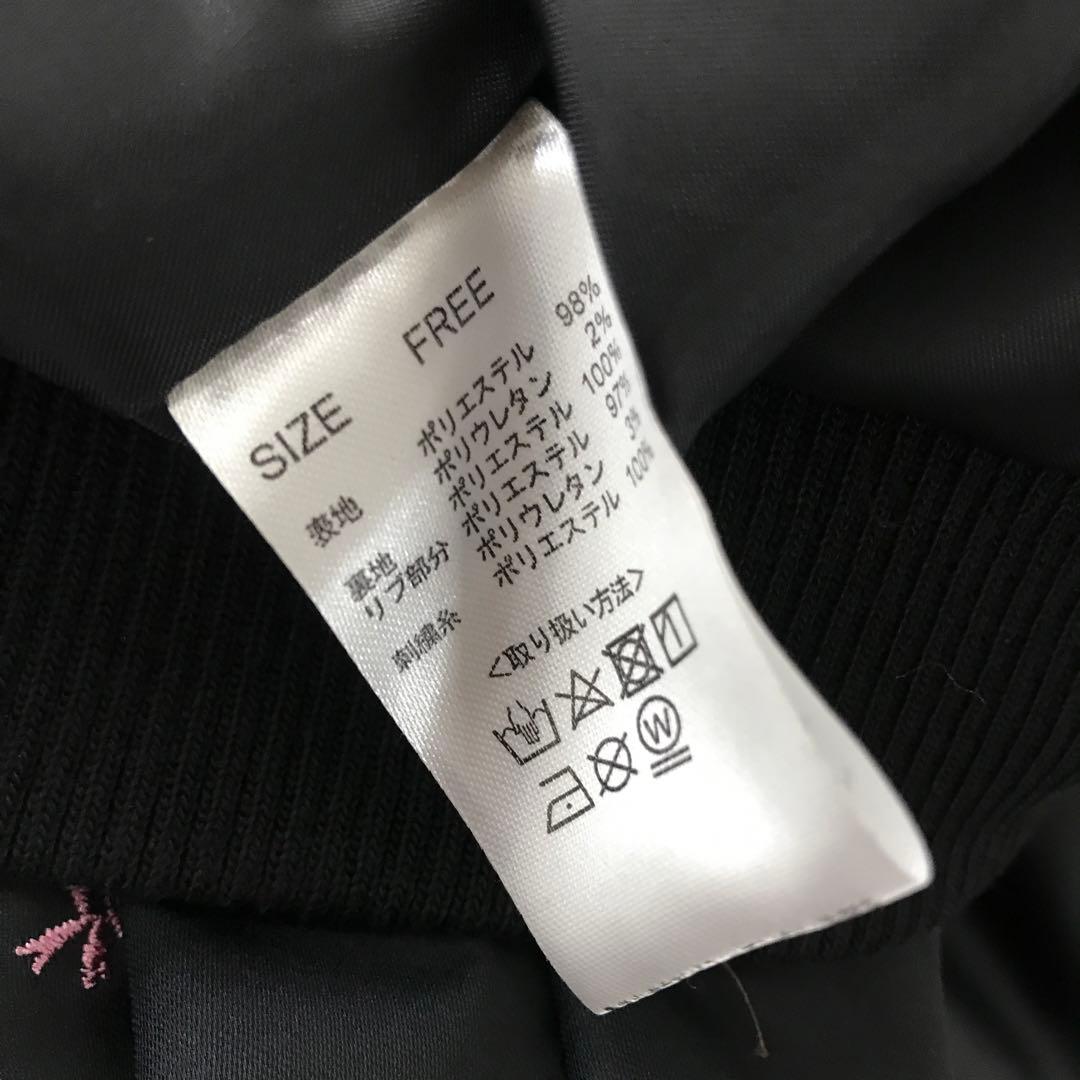 SIZE FREE
表地 ポリエステル 98%
ポリウレタン 2%
裏地 ポリエステル 100%
リブ部分 ポリエステル 97%
ポリウレタン 3%
刺繍糸 ポリエステル 100%
<取り扱い方法>
W